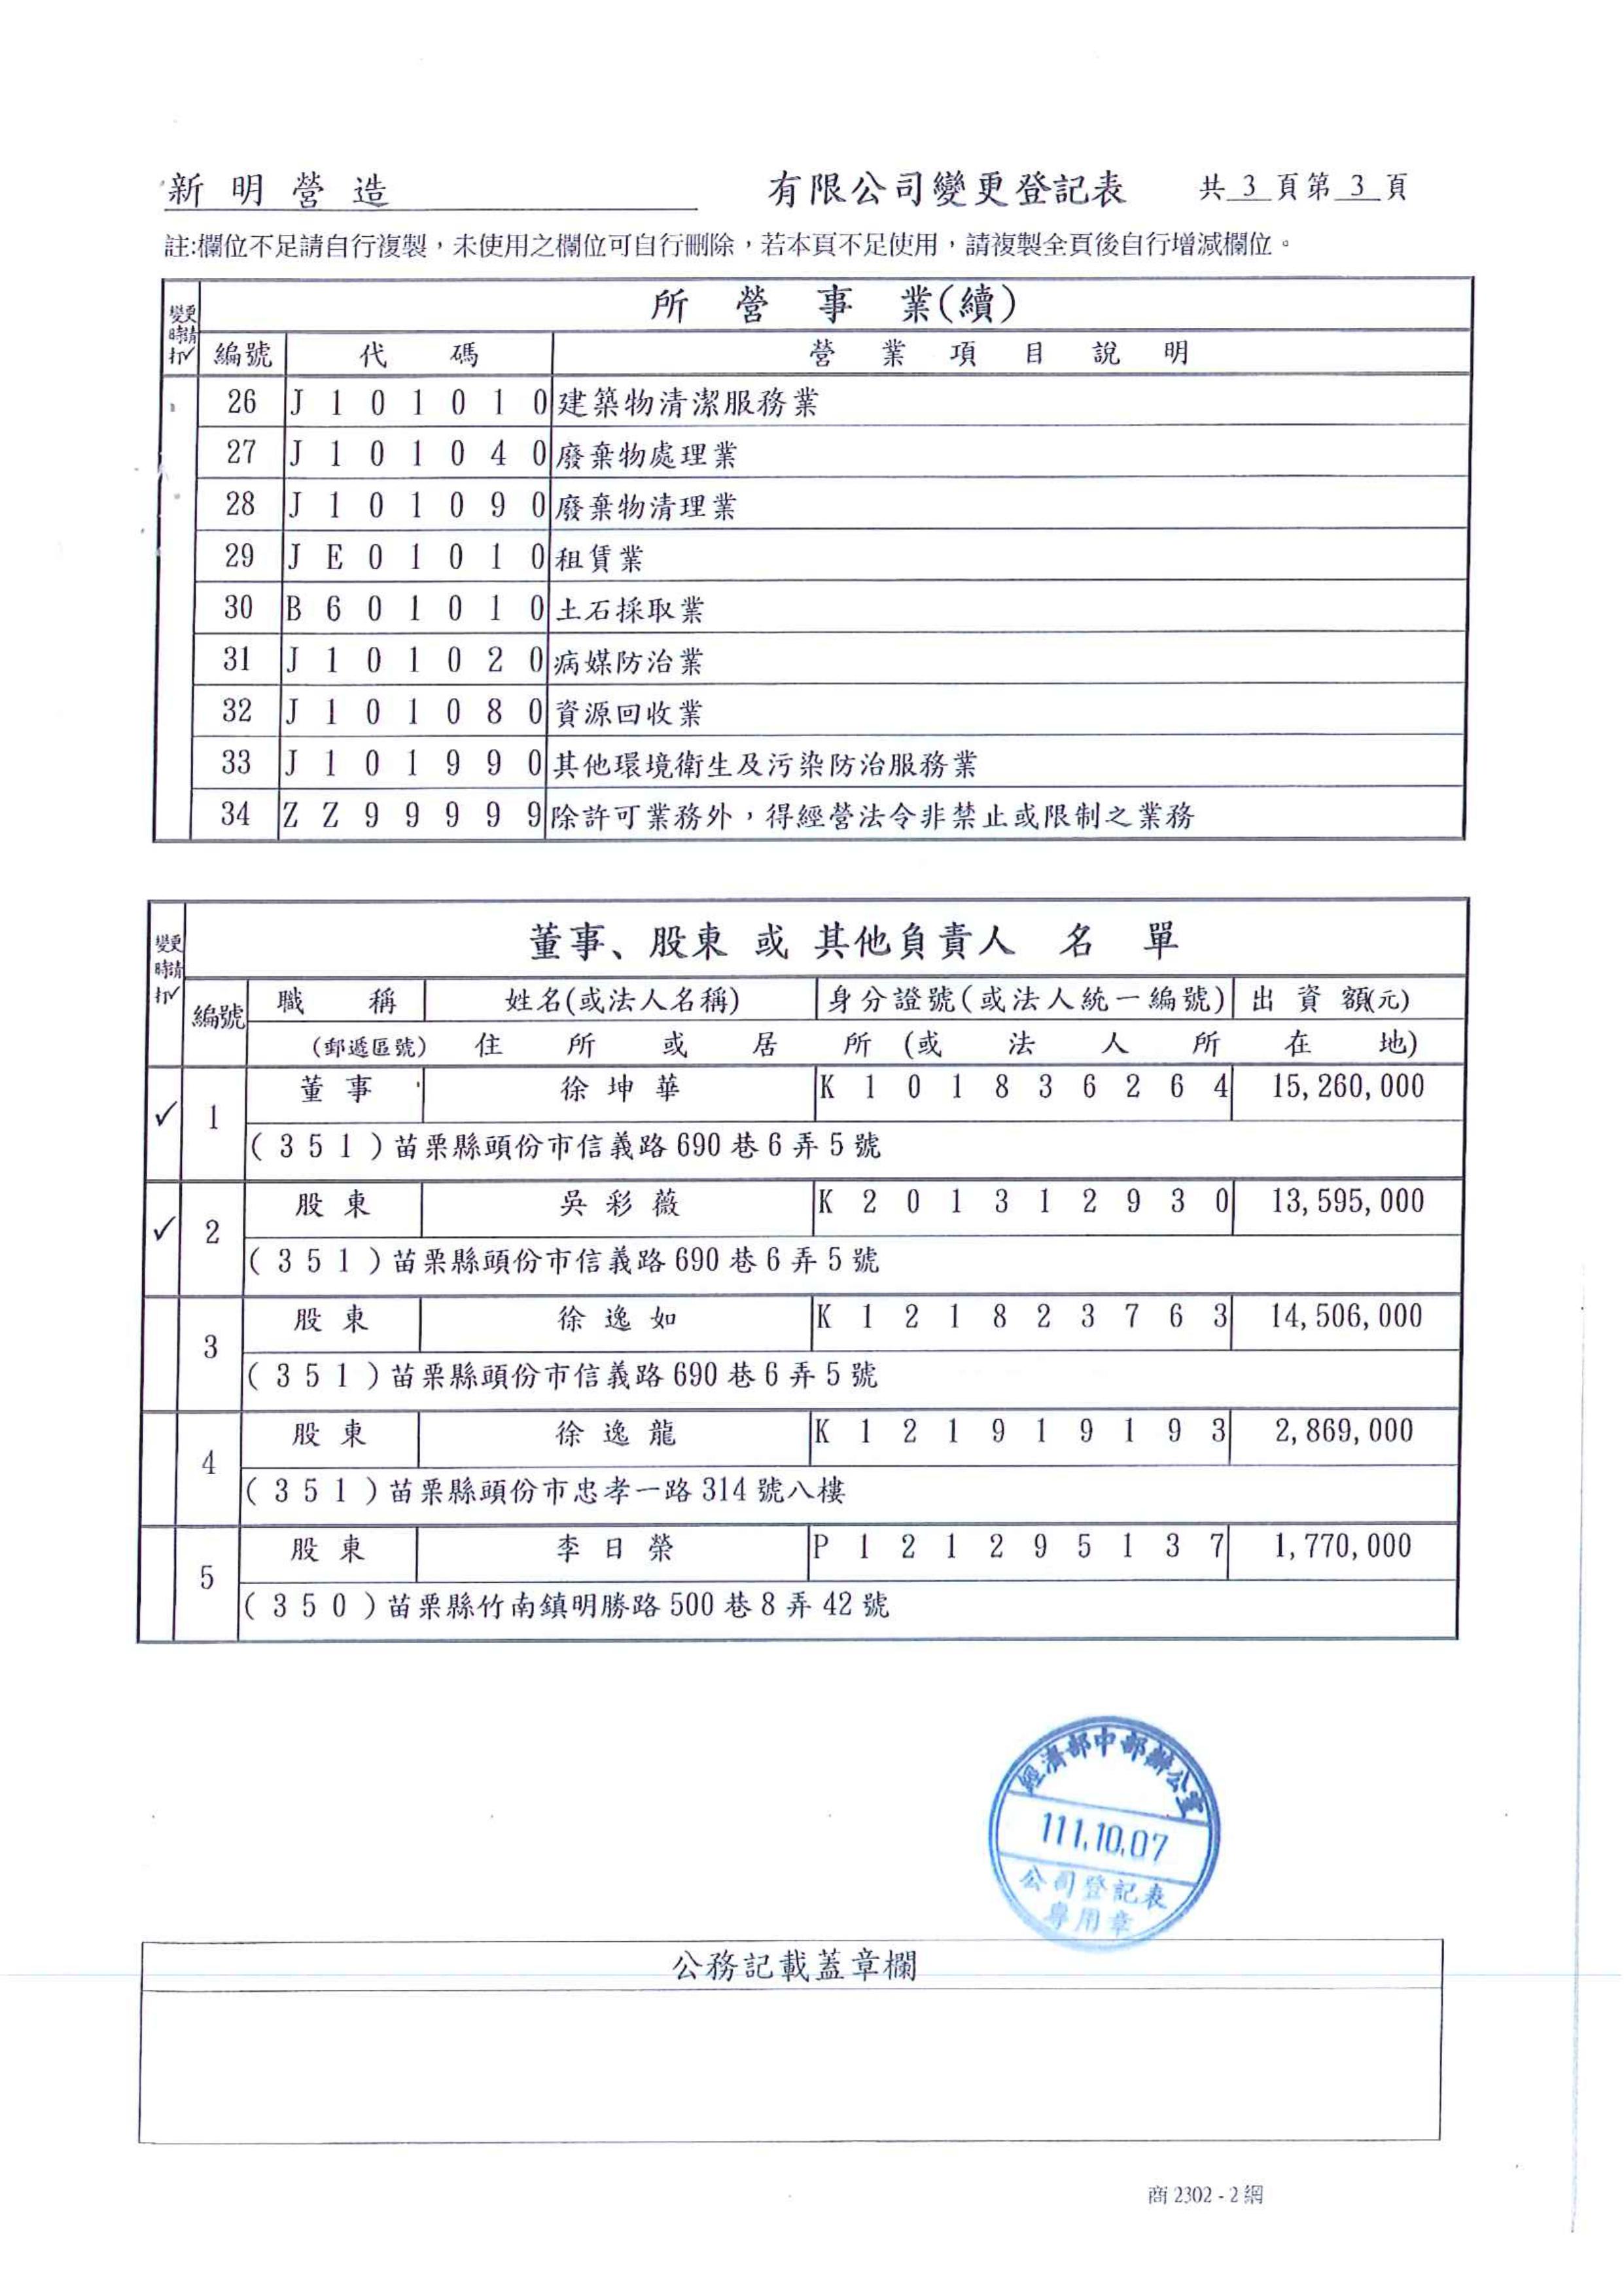 新明營造 有限公司變更登記表 共 3 頁第 3 頁
註:欄位不足請自行複製，未使用之欄位可自行刪除，若本頁不足使用，請複製全頁後自行增減欄位。
變更時請打✓
所營事業(續)
編號 代碼 營業項目說明
26 J101010 建築物清潔服務業
27 J101040 廢棄物處理業
28 J101090 廢棄物清理業
29 JE01010 租賃業
30 B601010 土石採取業
31 J101020 病媒防治業
32 J101080 資源回收業
33 J101990 其他環境衛生及污染防治服務業
34 ZZ99999 除許可業務外，得經營法令非禁止或限制之業務
變更時請打✓
董事、股東 或 其他負責人 名 單
編號 職稱 姓名(或法人名稱) 身分證號(或法人統一編號) 出資額(元)
(郵遞區號) 住所或居所(或法人所在地)
✓ 1 董事 徐坤華 K101836264 15,260,000
(351)苗栗縣頭份市信義路690巷6弄5號
✓ 2 股東 吳彩薇 K201312930 13,595,000
(351)苗栗縣頭份市信義路690巷6弄5號
3 股東 徐逸如 K121823763 14,506,000
(351)苗栗縣頭份市信義路690巷6弄5號
4 股東 徐逸龍 K121919193 2,869,000
(351)苗栗縣頭份市忠孝一路314號八樓
5 股東 李日榮 P121295137 1,770,000
(350)苗栗縣竹南鎮明勝路500巷8弄42號
經濟部中部辦公室
111.10.07
公司登記表
專用章
公務記載蓋章欄
商2302-2網